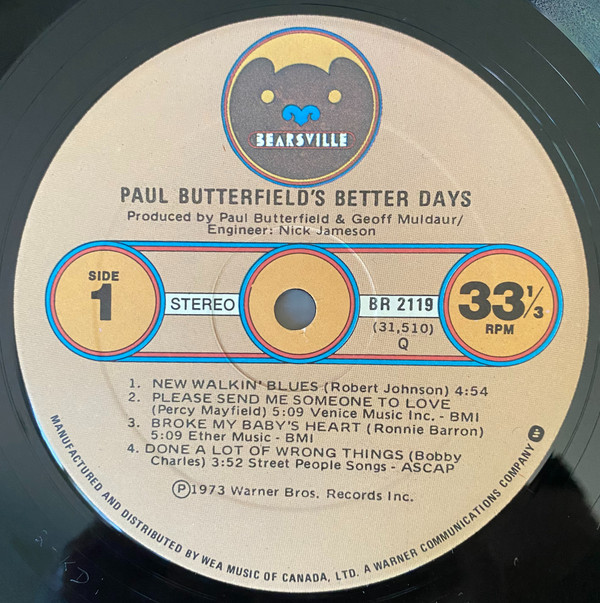 BEARSVILLE
PAUL BUTTERFIELD'S BETTER DAYS
Produced by Paul Butterfield & Geoff Muldaur/
Engineer: Nick Jameson
SIDE
1
STEREO
BR 2119
(31,510)
Q
33⅓
RPM
1. NEW WALKIN' BLUES (Robert Johnson) 4:54
2. PLEASE SEND ME SOMEONE TO LOVE
(Percy Mayfield) 5:09 Venice Music Inc. - BMI
3. BROKE MY BABY'S HEART (Ronnie Barron)
5:09 Ether Music - BMI
4. DONE A LOT OF WRONG THINGS (Bobby
Charles) 3:52 Street People Songs - ASCAP
Ⓟ1973 Warner Bros. Records Inc.
MANUFACTURED AND DISTRIBUTED BY WEA MUSIC OF CANADA, LTD. A WARNER COMMUNICATIONS COMPANY